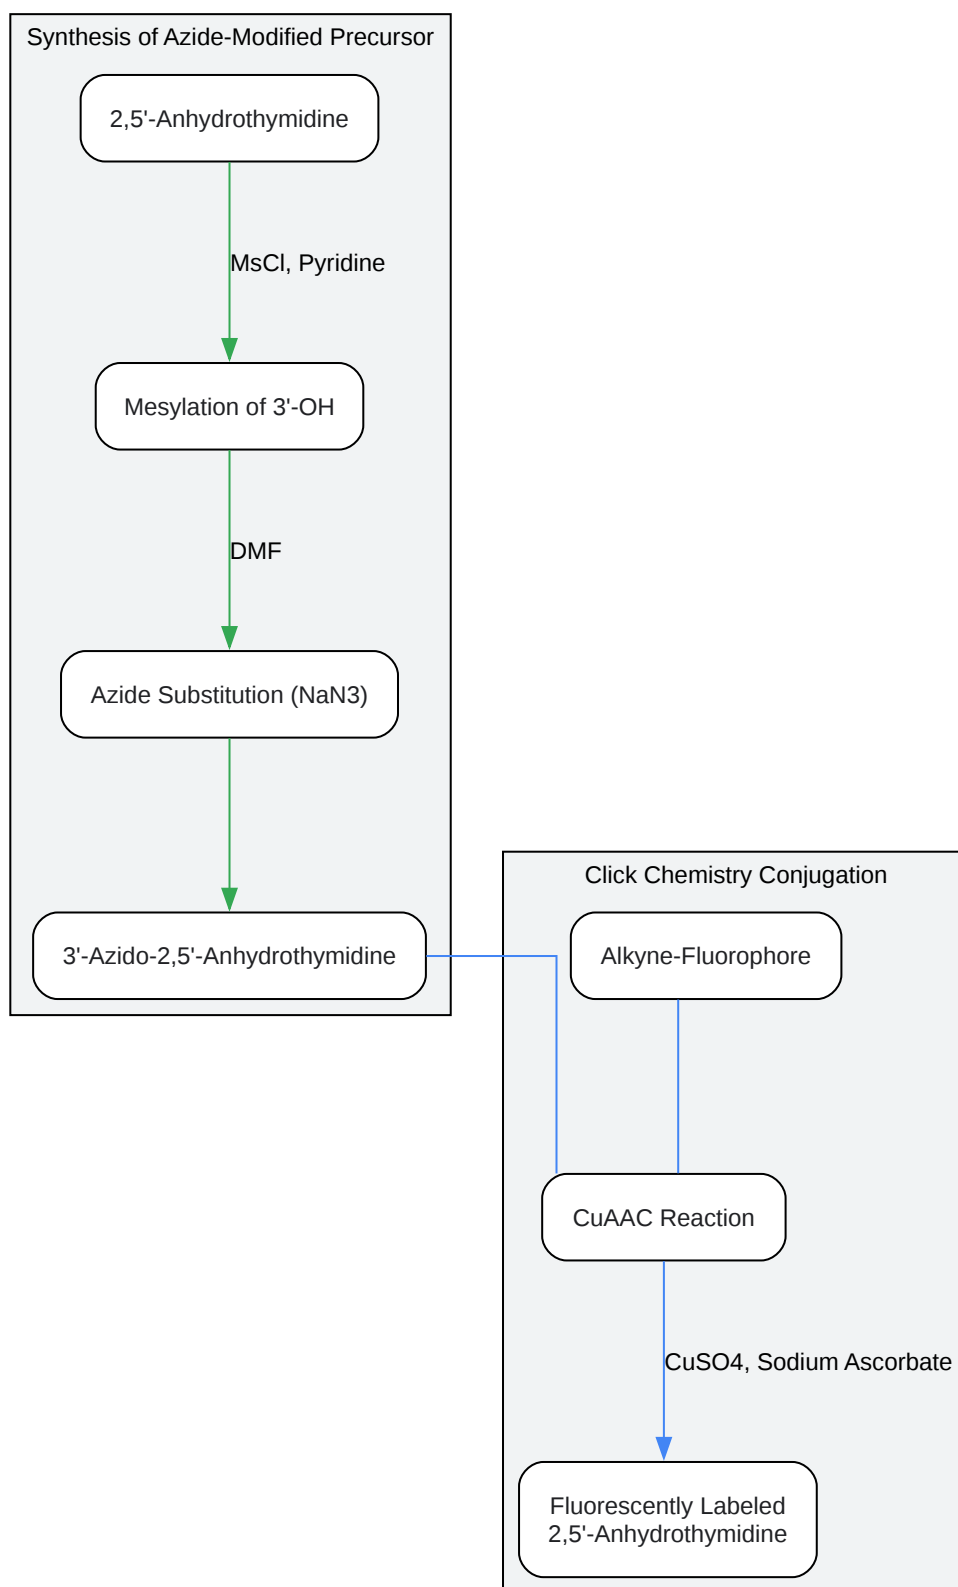 Synthesis of Azide-Modified Precursor
2,5'-Anhydrothymidine
MsCl, Pyridine
Mesylation of 3'-OH
DMF
Azide Substitution (NaN3)
3'-Azido-2,5'-Anhydrothymidine
Click Chemistry Conjugation
Alkyne-Fluorophore
CuAAC Reaction
CuSO4, Sodium Ascorbate
Fluorescently Labeled
2,5'-Anhydrothymidine